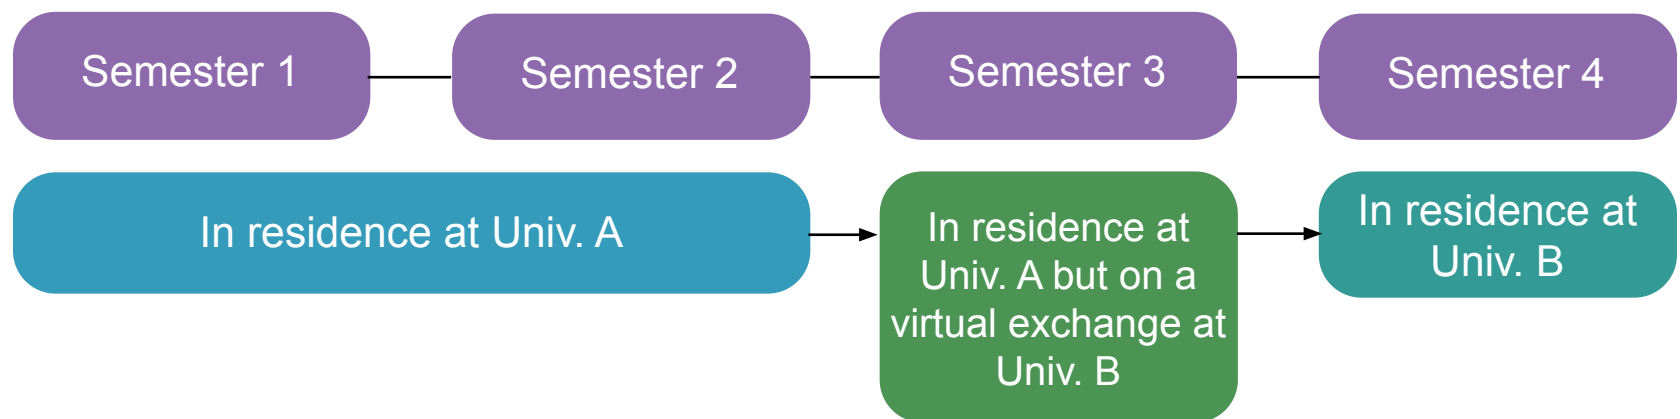 Semester 1
Semester 2
Semester 3
Semester 4
In residence at Univ. A
In residence at
Univ. A but on a
virtual exchange at
Univ. B
In residence at
Univ. B